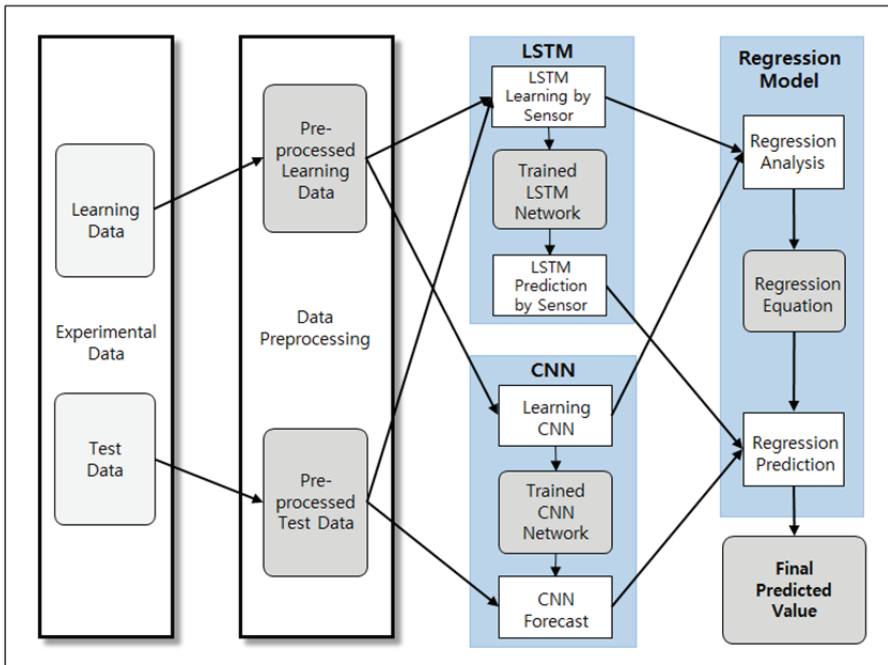 Learning
Data
Experimental
Data
Test
Data
Pre-
processed
Learning
Data
Data
Preprocessing
Pre-
processed
Test Data
LSTM
LSTM
Learning by
Sensor
Trained
LSTM
Network
LSTM
Prediction
by Sensor
CNN
Learning
CNN
Trained
CNN
Network
CNN
Forecast
Regression
Model
Regression
Analysis
Regression
Equation
Regression
Prediction
Final
Predicted
Value